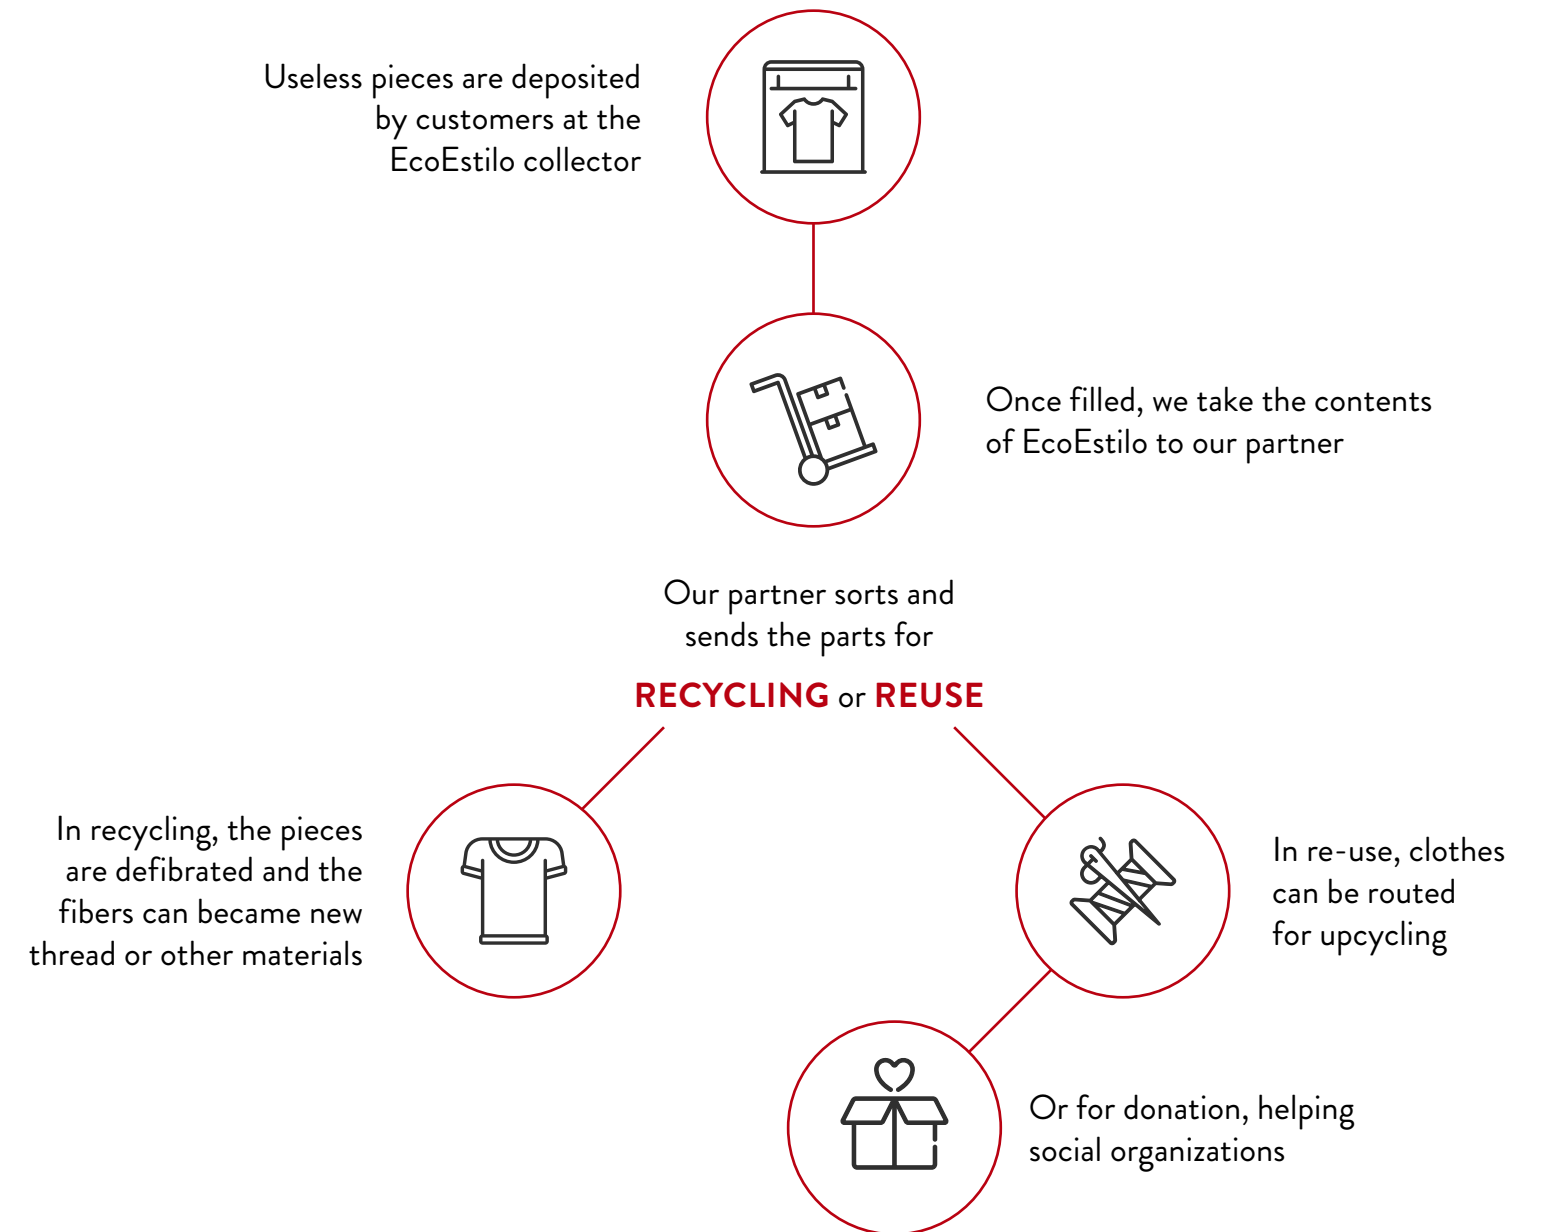 Useless pieces are deposited
by customers at the
EcoEstilo collector
Once filled, we take the contents
of EcoEstilo to our partner
Our partner sorts and
sends the parts for
RECYCLING or REUSE
In recycling, the pieces
are defibrated and the
fibers can became new
thread or other materials
In re-use, clothes
can be routed
for upcycling
Or for donation, helping
social organizations